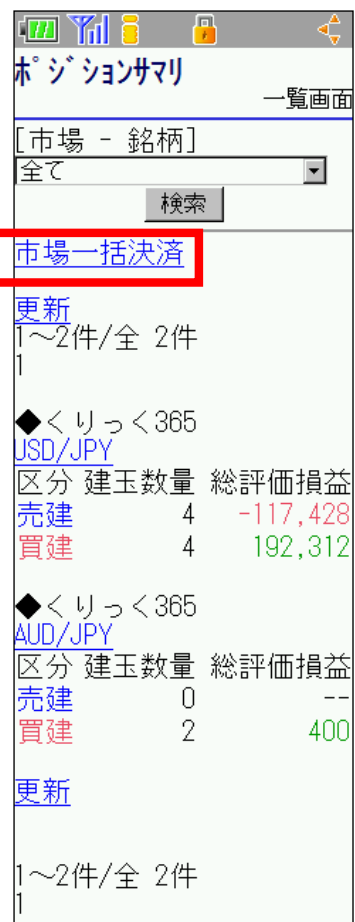 ﾎﾟｼﾞｼｮﾝｻﾏﾘ
一覧画面
[市場 - 銘柄]
全て
検索
市場一括決済
更新
1～2件/全 2件
1
◆くりっく365
USD/JPY
区分 建玉数量 総評価損益
売建 4 -117,428
買建 4 192,312
◆くりっく365
AUD/JPY
区分 建玉数量 総評価損益
売建 0 --
買建 2 400
更新
1～2件/全 2件
1